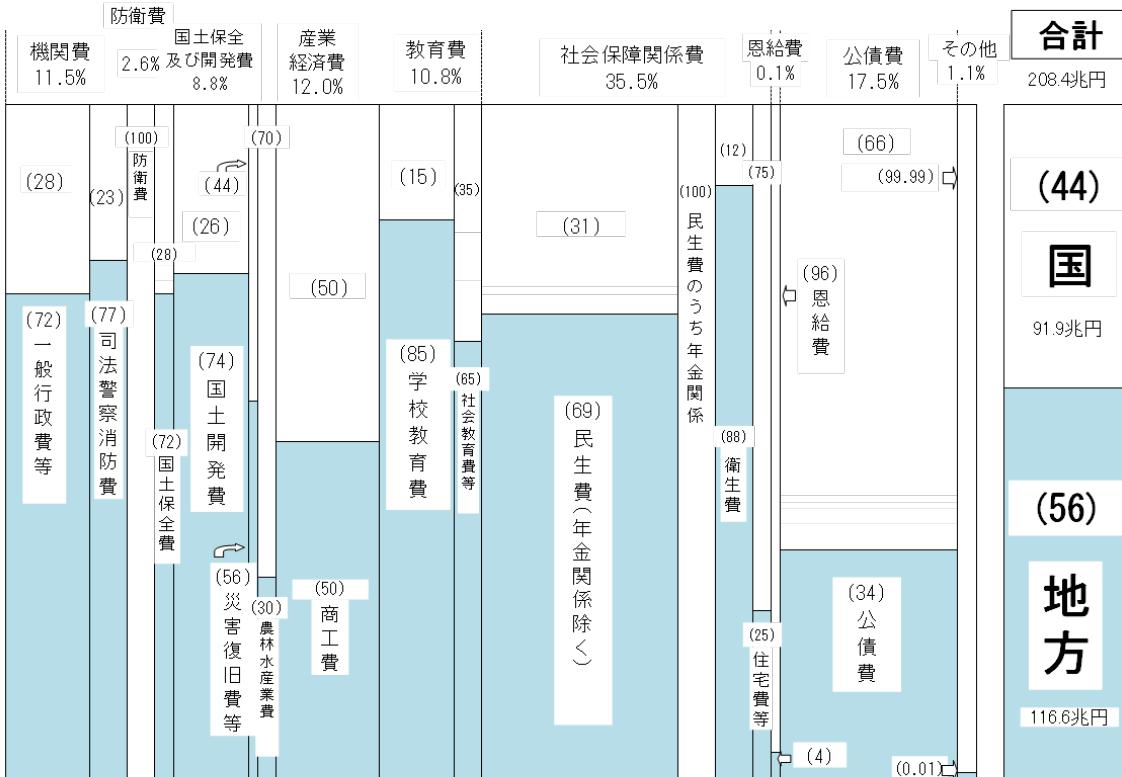 防衛費
機関費
11.5%
2.6%
国土保全
及び開発費
8.8%
産業
経済費
12.0%
教育費
10.8%
社会保障関係費
35.5%
恩給費
0.1%
公債費
17.5%
その他
1.1%
合計
208.4兆円
(28)
(72)
一般行政費等
(23)
(77)
司法警察消防費
(100)
防衛費
(28)
(72)
国土保全費
(26)
(74)
国土開発費
(44)
(56)
災害復旧費等
(70)
(30)
農林水産業費
(50)
(50)
商工費
(15)
(85)
学校教育費
(35)
(65)
社会教育費等
(31)
(69)
民生費(年金関係除く)
(100)
民生費のうち年金関係
(12)
(88)
衛生費
(75)
(25)
住宅費等
(96)
恩給費
(4)
(66)
(34)
公債費
(99.99)
(0.01)
(44)
国
91.9兆円
(56)
地方
116.6兆円